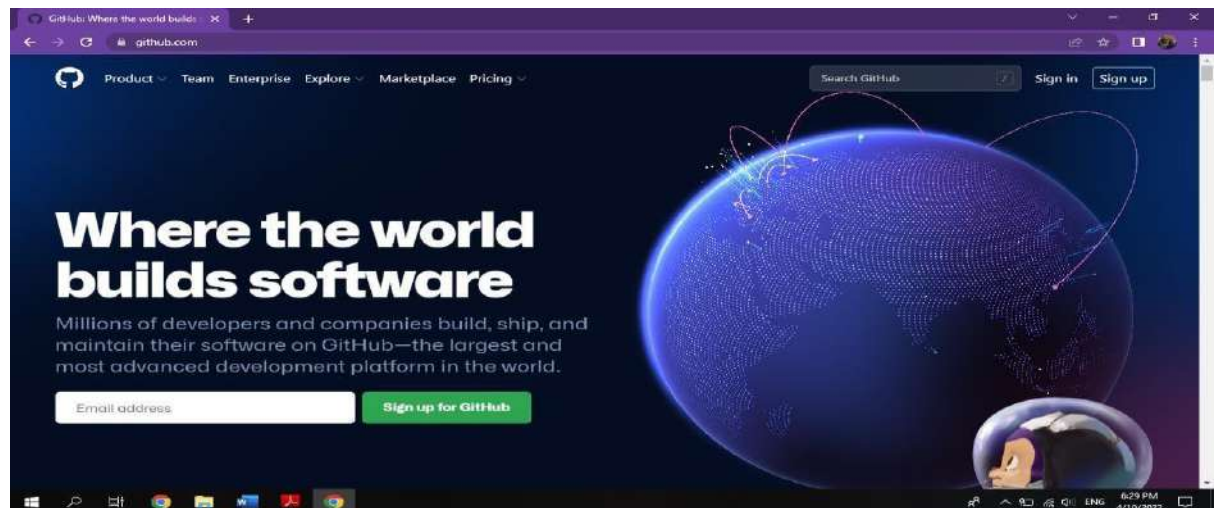 GitHub: Where the world builds
github.com
Product Team Enterprise Explore Marketplace Pricing
Search GitHub /
Sign in Sign up
Where the world
builds software
Millions of developers and companies build, ship, and
maintain their software on GitHub—the largest and
most advanced development platform in the world.
Email address
Sign up for GitHub
ENG
6:29 PM